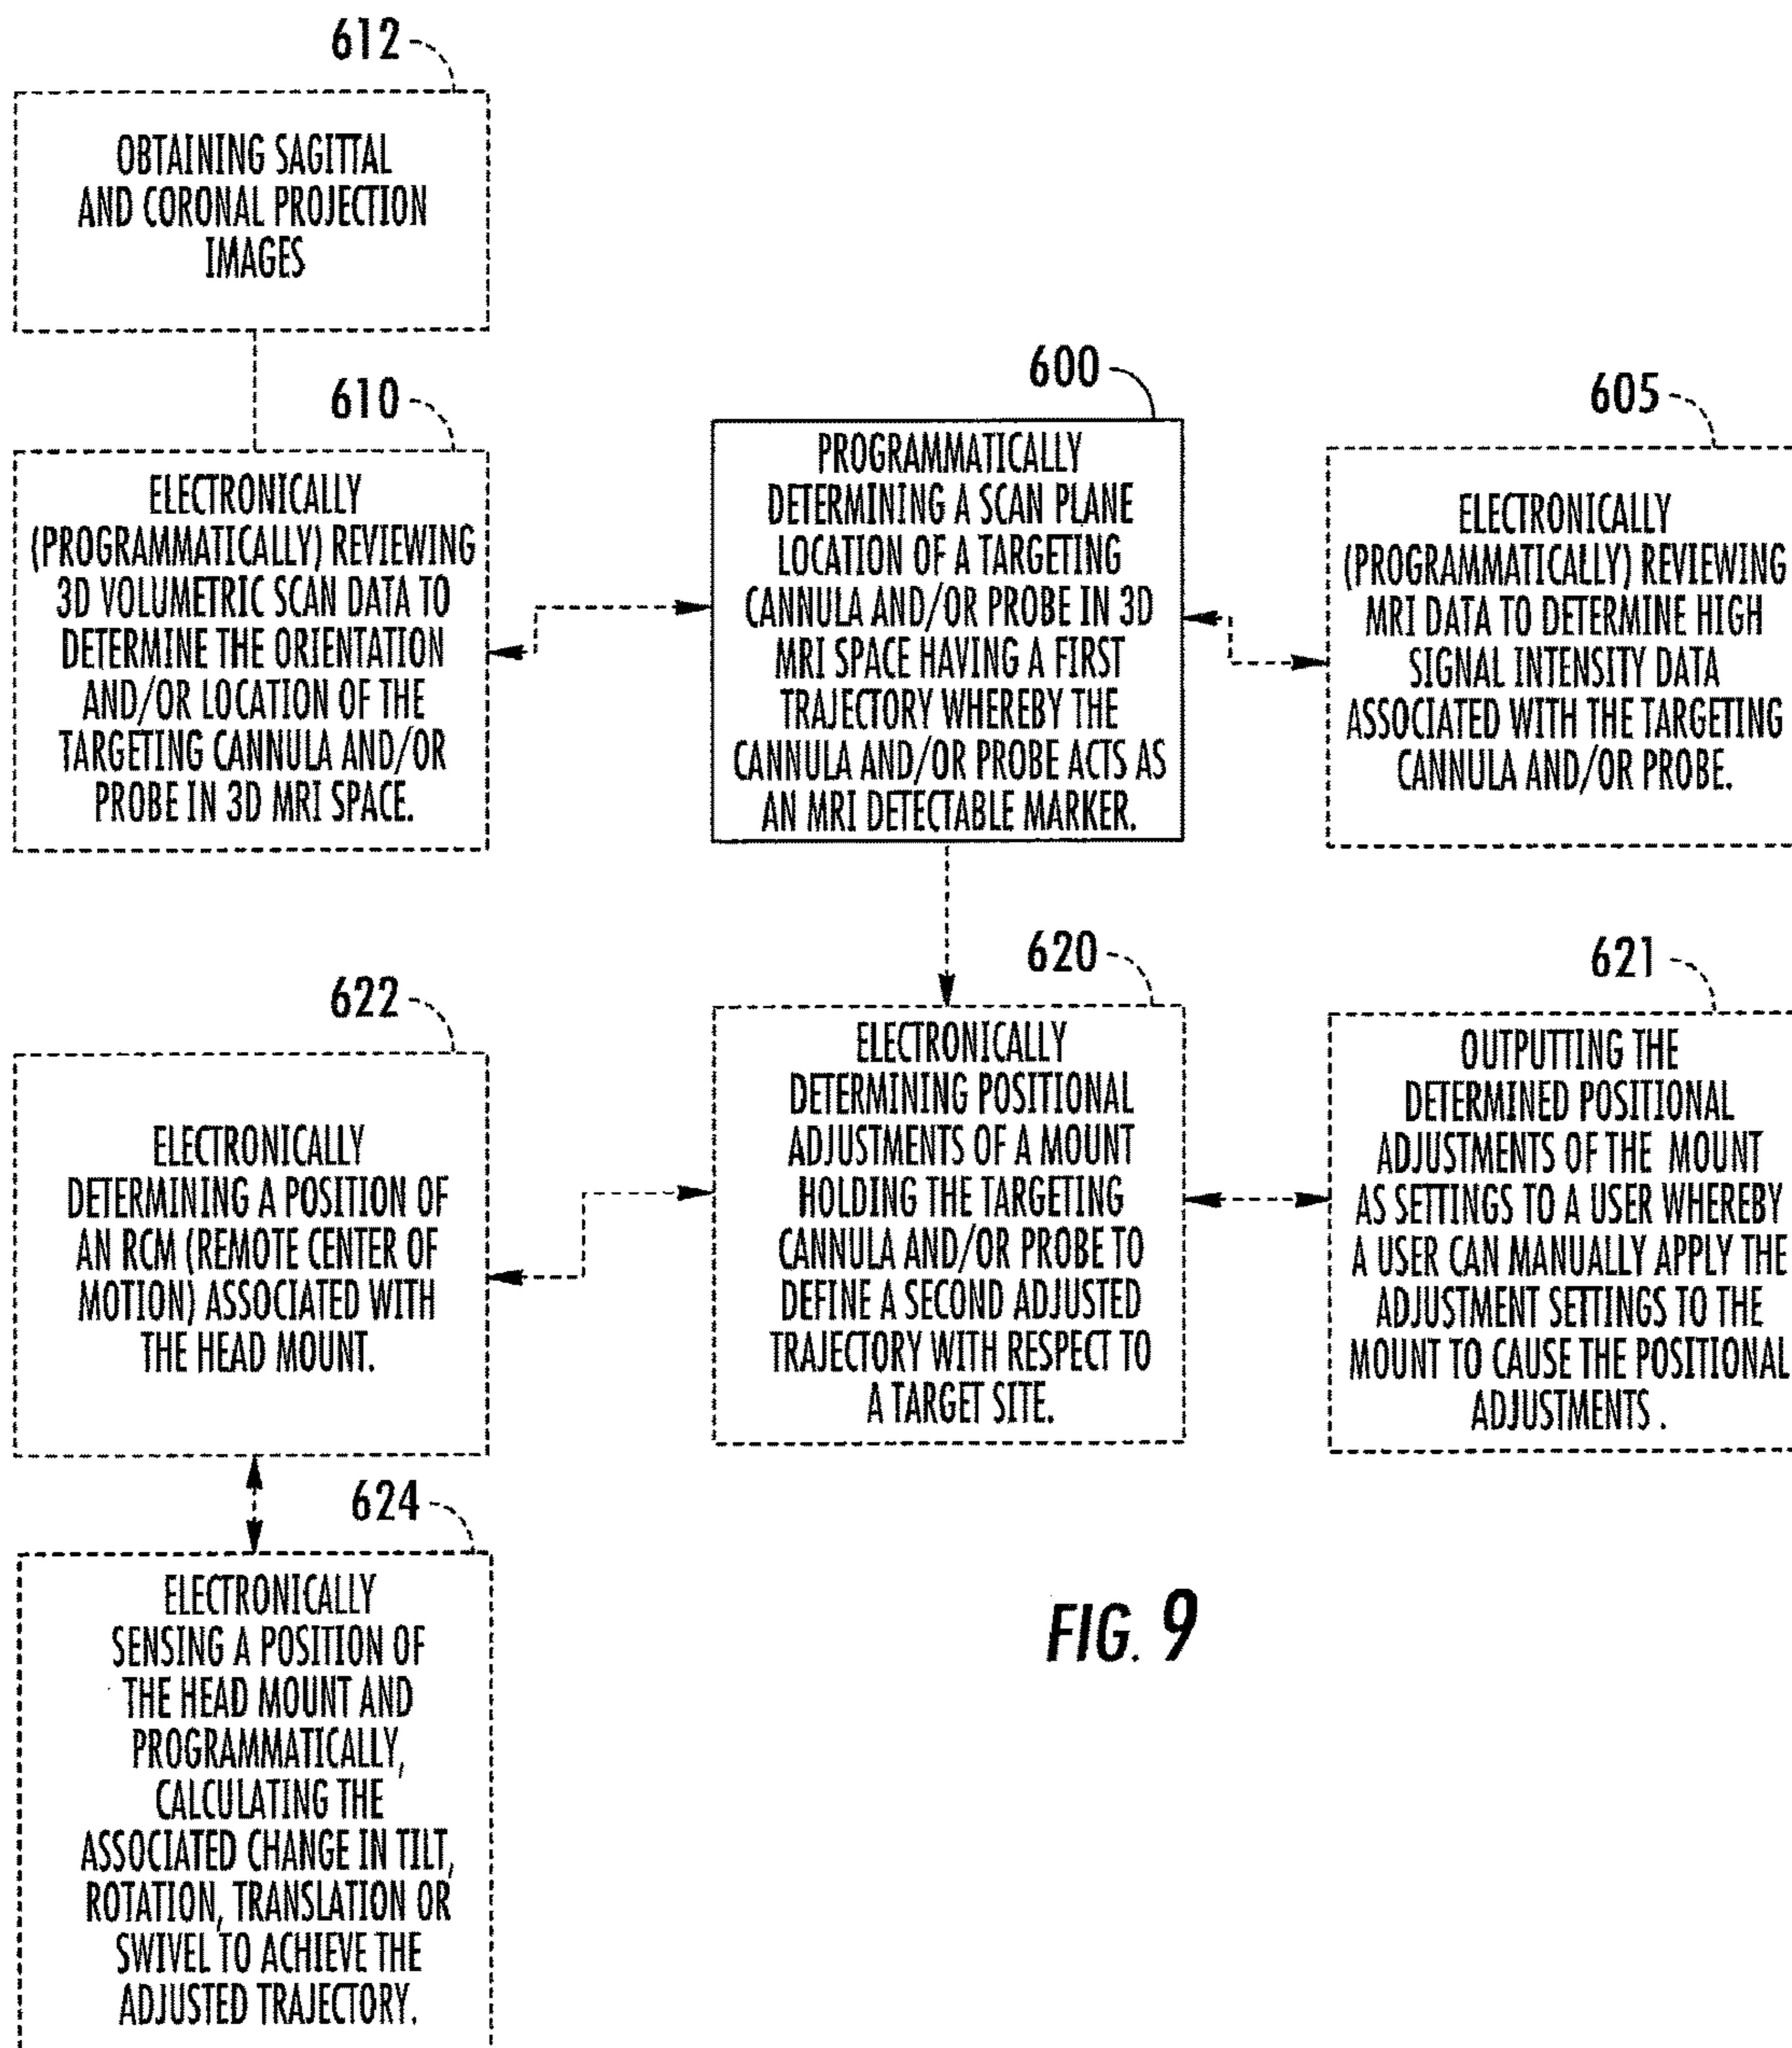 612
OBTAINING SAGITTAL
AND CORONAL PROJECTION
IMAGES
610
ELECTRONICALLY
(PROGRAMMATICALLY) REVIEWING
3D VOLUMETRIC SCAN DATA TO
DETERMINE THE ORIENTATION
AND/OR LOCATION OF THE
TARGETING CANNULA AND/OR
PROBE IN 3D MRI SPACE.
600
PROGRAMMATICALLY
DETERMINING A SCAN PLANE
LOCATION OF A TARGETING
CANNULA AND/OR PROBE IN 3D
MRI SPACE HAVING A FIRST
TRAJECTORY WHEREBY THE
CANNULA AND/OR PROBE ACTS AS
AN MRI DETECTABLE MARKER.
605
ELECTRONICALLY
(PROGRAMMATICALLY) REVIEWING
MRI DATA TO DETERMINE HIGH
SIGNAL INTENSITY DATA
ASSOCIATED WITH THE TARGETING
CANNULA AND/OR PROBE.
622
ELECTRONICALLY
DETERMINING A POSITION OF
AN RCM (REMOTE CENTER OF
MOTION) ASSOCIATED WITH
THE HEAD MOUNT.
620
ELECTRONICALLY
DETERMINING POSITIONAL
ADJUSTMENTS OF A MOUNT
HOLDING THE TARGETING
CANNULA AND/OR PROBE TO
DEFINE A SECOND ADJUSTED
TRAJECTORY WITH RESPECT TO
A TARGET SITE.
621
OUTPUTTING THE
DETERMINED POSITIONAL
ADJUSTMENTS OF THE MOUNT
AS SETTINGS TO A USER WHEREBY
A USER CAN MANUALLY APPLY THE
ADJUSTMENT SETTINGS TO THE
MOUNT TO CAUSE THE POSITIONAL
ADJUSTMENTS .
624
ELECTRONICALLY
SENSING A POSITION OF
THE HEAD MOUNT AND
PROGRAMMATICALLY,
CALCULATING THE
ASSOCIATED CHANGE IN TILT,
ROTATION, TRANSLATION OR
SWIVEL TO ACHIEVE THE
ADJUSTED TRAJECTORY.
FIG. 9